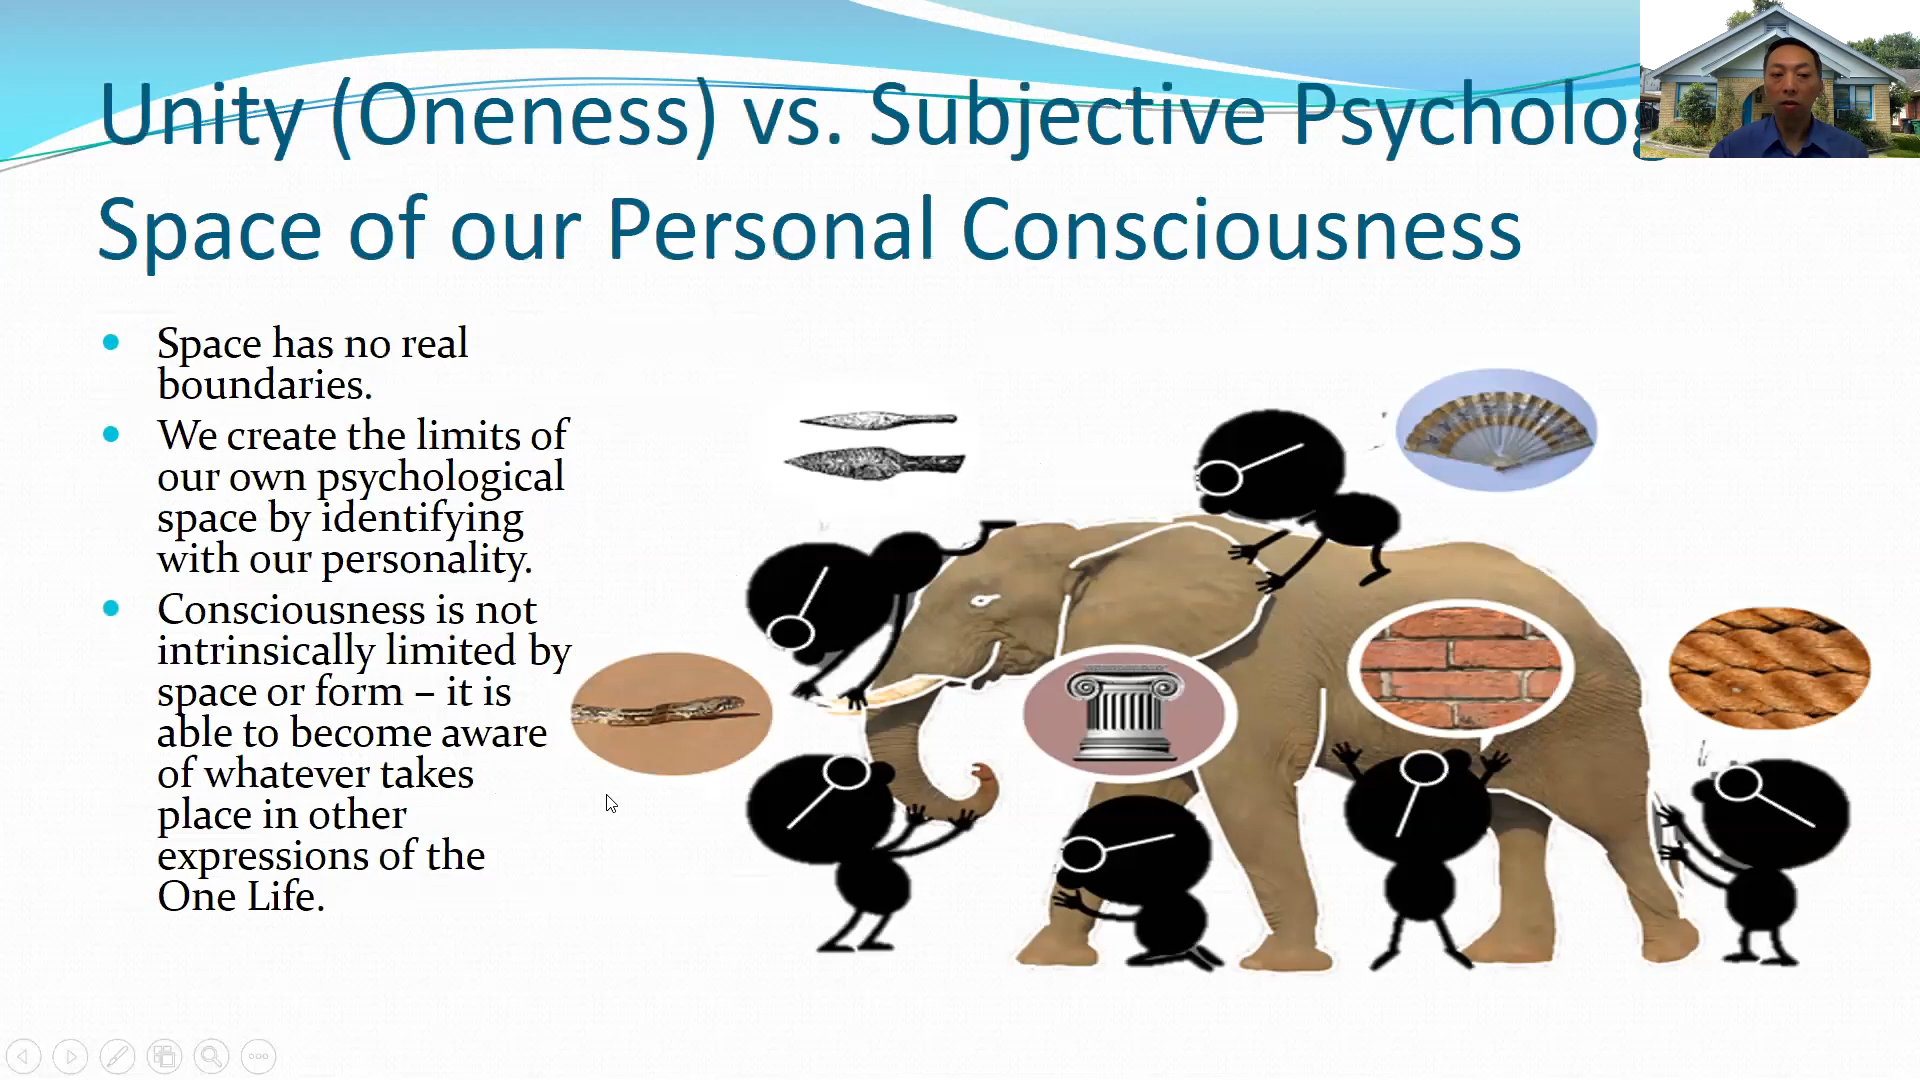 Unity (Oneness) vs. Subjective
Space of our Personal Consciousness
Space has no real
boundaries.
We create the limits of
our own psychological
space by identifying
with our personality.
Consciousness is not
intrinsically limited by
space or form – it is
able to become aware
of whatever takes
place in other
expressions of the
One Life.